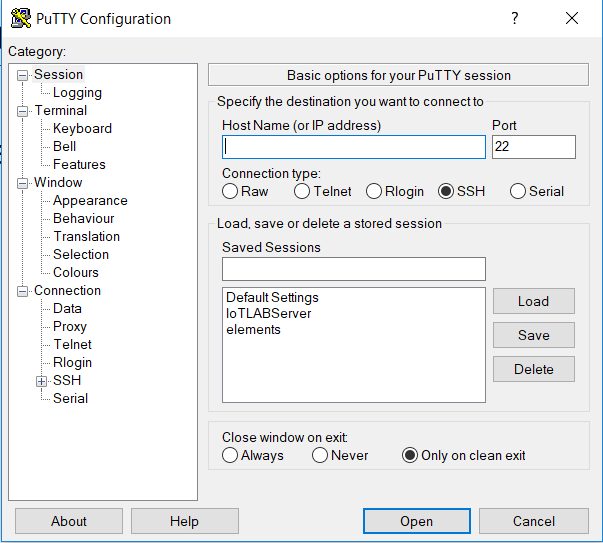 PuTTY Configuration
?
Category:
Session
Logging
Terminal
Keyboard
Bell
Features
Window
Appearance
Behaviour
Translation
Selection
Colours
Connection
Data
Proxy
Telnet
Rlogin
SSH
Serial
Basic options for your PuTTY session
Specify the destination you want to connect to
Host Name (or IP address) Port
22
Connection type:
Raw Telnet Rlogin SSH Serial
Load, save or delete a stored session
Saved Sessions
Default Settings
IoTLABServer
elements
Load
Save
Delete
Close window on exit:
Always Never Only on clean exit
About Help Open Cancel